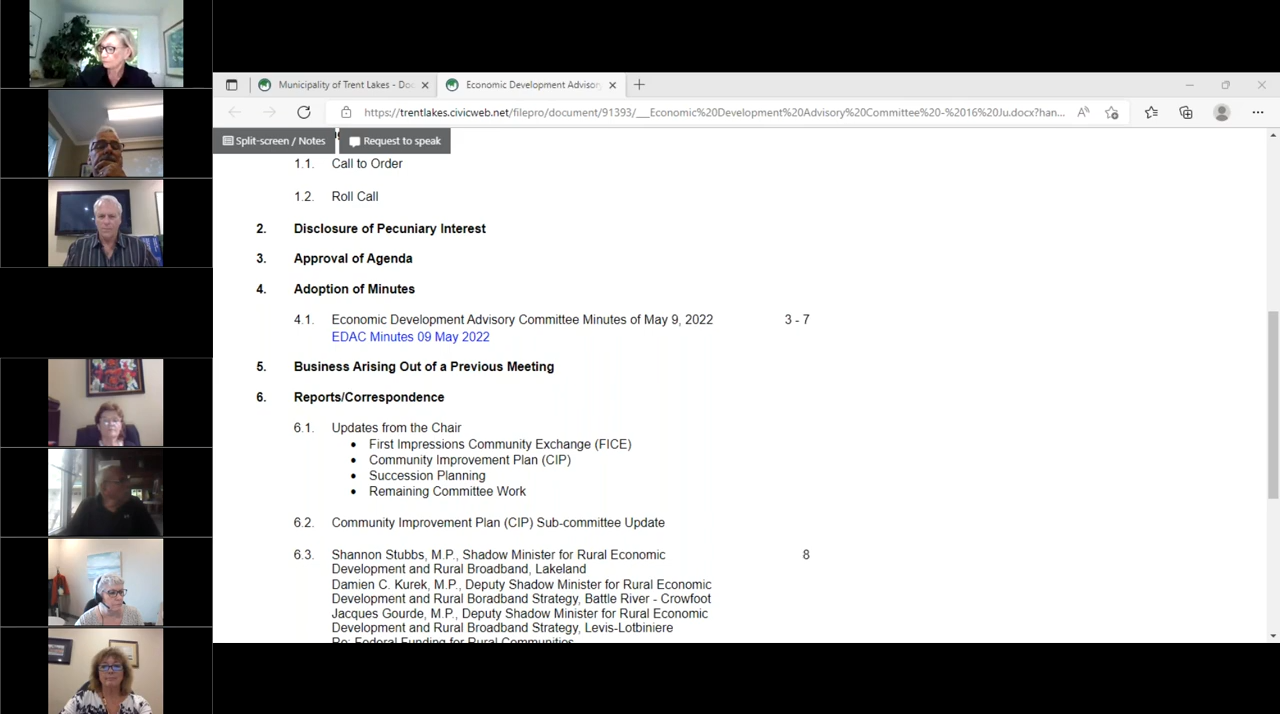 Municipality of Trent Lakes - Doc
Economic Development Advisory
https://trentlakes.civicweb.net/filepro/document/91393/__Economic%20Development%20Advisory%20Committee%20-%2016%20Ju.docx?han...
Split-screen / Notes
Request to speak
1.1. Call to Order
1.2. Roll Call
2. Disclosure of Pecuniary Interest
3. Approval of Agenda
4. Adoption of Minutes
4.1. Economic Development Advisory Committee Minutes of May 9, 2022 3 - 7
EDAC Minutes 09 May 2022
5. Business Arising Out of a Previous Meeting
6. Reports/Correspondence
6.1. Updates from the Chair
• First Impressions Community Exchange (FICE)
• Community Improvement Plan (CIP)
• Succession Planning
• Remaining Committee Work
6.2. Community Improvement Plan (CIP) Sub-committee Update
6.3. Shannon Stubbs, M.P., Shadow Minister for Rural Economic 8
Development and Rural Broadband, Lakeland
Damien C. Kurek, M.P., Deputy Shadow Minister for Rural Economic
Development and Rural Broadband Strategy, Battle River - Crowfoot
Jacques Gourde, M.P., Deputy Shadow Minister for Rural Economic
Development and Rural Broadband Strategy, Levis-Lotbiniere
Re: Federal Funding for Rural Communities